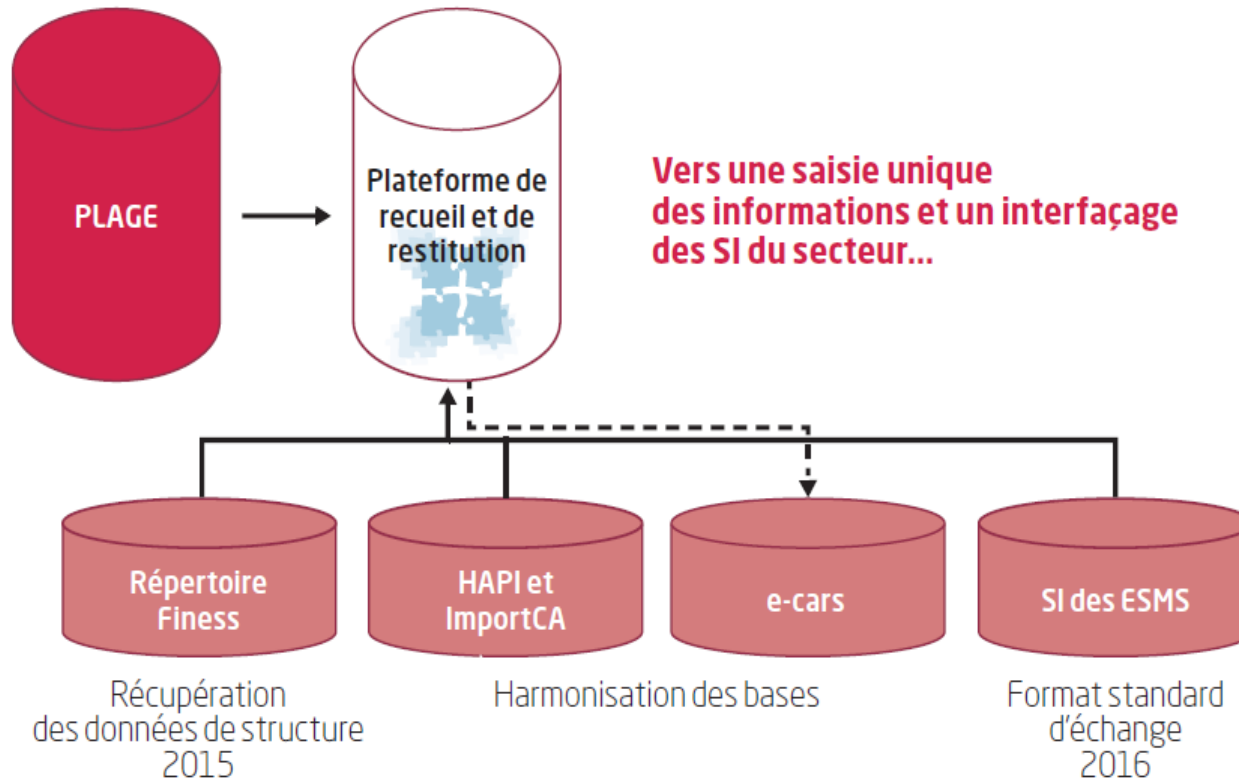 PLAGE
Plateforme de
recueil et de
restitution
Vers une saisie unique
des informations et un interfaçage
des SI du secteur...
Répertoire
Finess
HAPI et
ImportCA
e-cars
SI des ESMS
Récupération
des données de structure
2015
Harmonisation des bases
Format standard
d'échange
2016